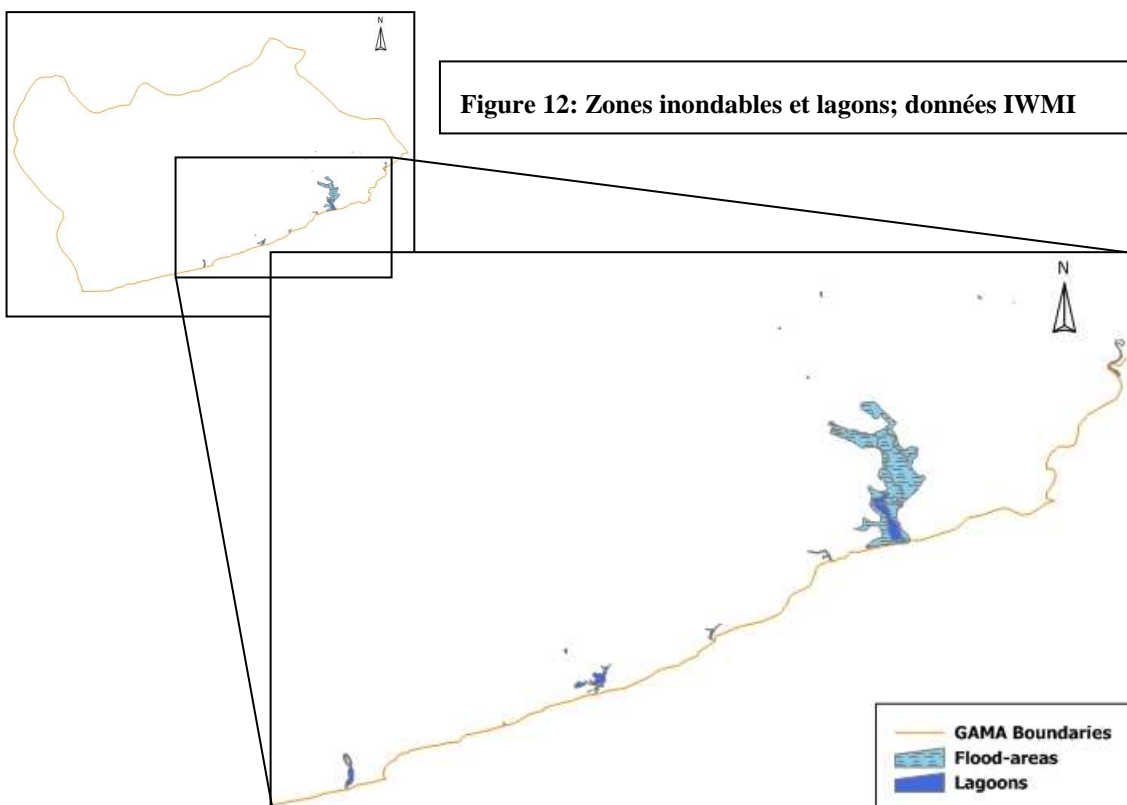 N
Figure 12: Zones inondables et lagons; données IWMI
N
GAMA Boundaries
Flood-areas
Lagoons